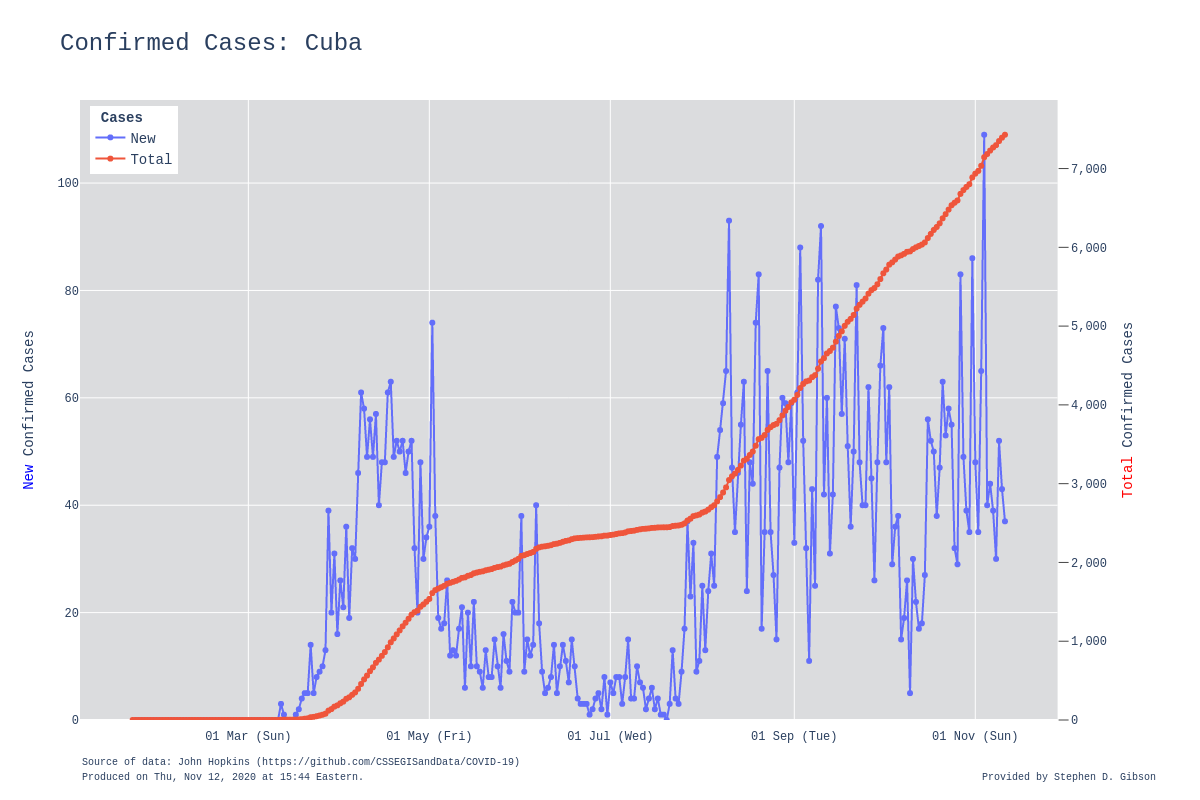 Confirmed Cases: Cuba
Cases
New
Total
100
80
60
40
20
0
7,000
6,000
5,000
4,000
3,000
2,000
1,000
0
New Confirmed Cases
Total Confirmed Cases
01 Mar (Sun)
01 May (Fri)
01 Jul (Wed)
01 Sep (Tue)
01 Nov (Sun)
Source of data: John Hopkins (https://github.com/CSSEGISandData/COVID-19)
Produced on Thu, Nov 12, 2020 at 15:44 Eastern.
Provided by Stephen D. Gibson